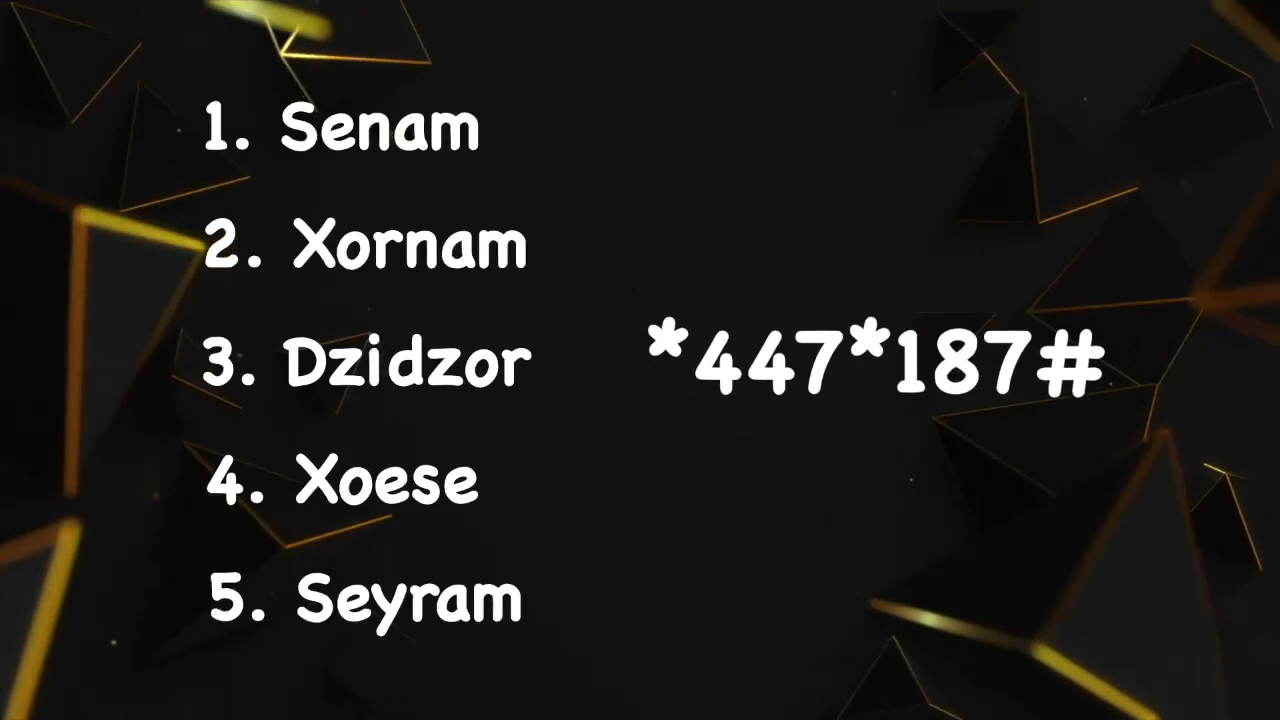 1. Senam
2. Xornam
3. Dzidzor
*447*187#
4. Xoese
5. Seyram